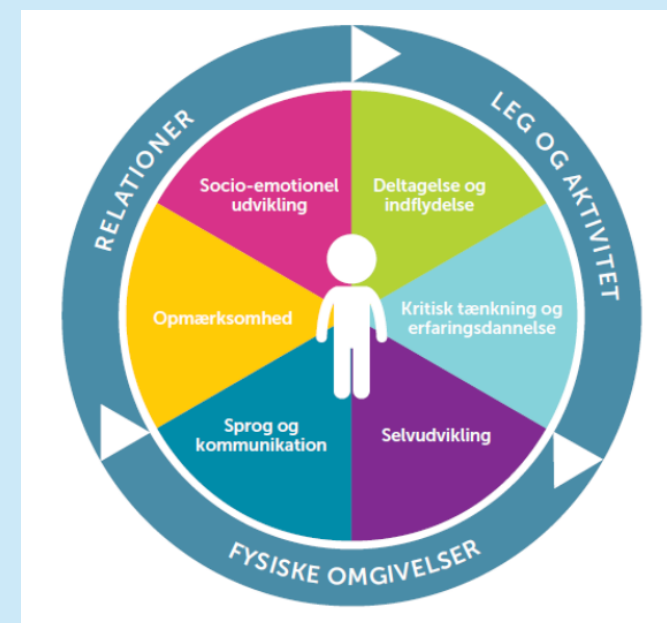 RELATIONER
LEG OG AKTIVITET
Socio-emotionel
udvikling
Deltagelse og
indflydelse
Opmærksomhed
Kritisk tænkning og
erfaringsdannelse
Sprog og
kommunikation
Selvudvikling
FYSISKE OMGIVELSER